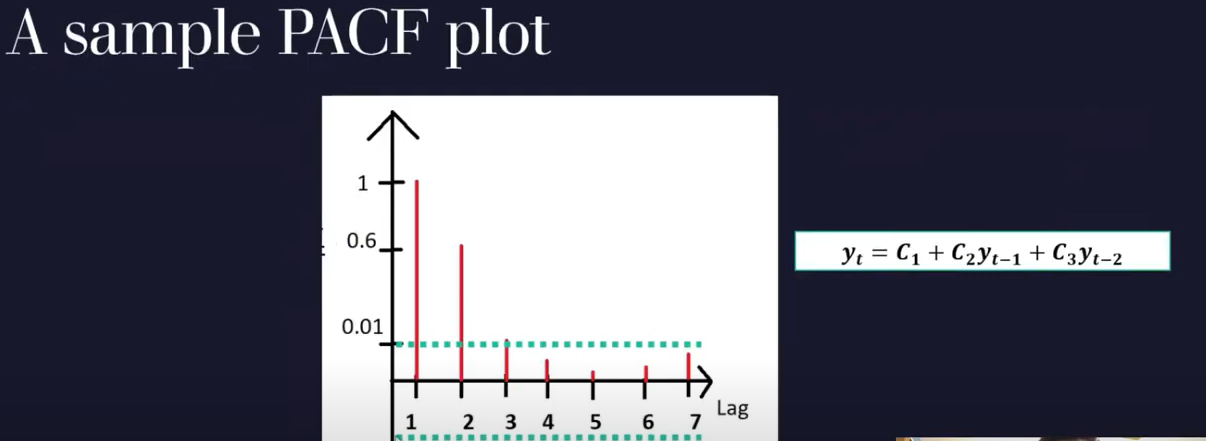 A sample PACF plot
1
0.6
0.01
1 2 3 4 5 6 7 Lag
yₜ = C₁ + C₂yₜ₋₁ + C₃yₜ₋₂